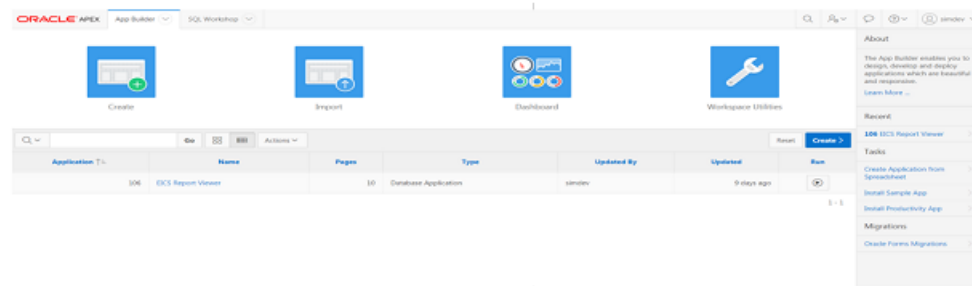 ORACLE APEX App Builder SQL Workshop simdev
Create Import Dashboard Workspace Utilities
Go Actions Reset Create >
Application Name Pages Type Updated By Updated Run
106 EICS Report Viewer 10 Database Application simdev 9 days ago
1 - 1
About
The App Builder enables you to
design, develop and deploy
applications which are beautiful
and responsive.
Learn More ...
Recent
106 EICS Report Viewer
Tasks
Create Application from
Spreadsheet
Install Sample App
Install Productivity App
Migrations
Oracle Forms Migrations